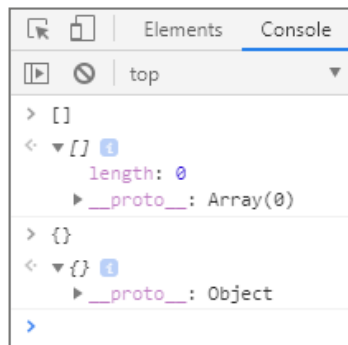 Elements Console
top
> []
<· ▼[] i
length: 0
▶__proto__: Array(0)
> {}
<· ▼{} i
▶__proto__: Object
>